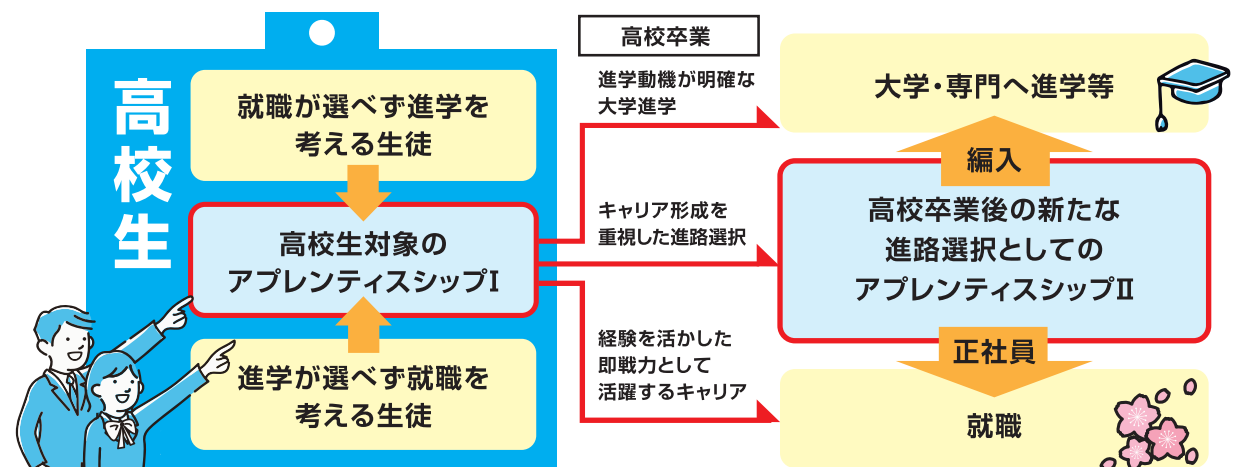 高校生
就職が選べず進学を
考える生徒
高校生対象の
アプレンティスシップⅠ
進学が選べず就職を
考える生徒
高校卒業
進学動機が明確な
大学進学
キャリア形成を
重視した進路選択
経験を活かした
即戦力として
活躍するキャリア
大学・専門へ進学等
編入
高校卒業後の新たな
進路選択としての
アプレンティスシップⅡ
正社員
就職